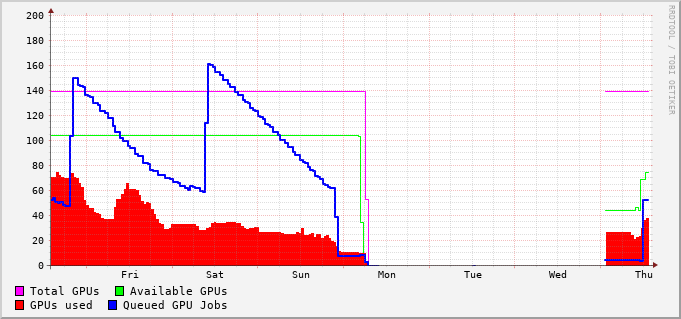 200
180
160
140
120
100
80
60
40
20
0
Fri Sat Sun Mon Tue Wed Thu
Total GPUs Available GPUs
GPUs used Queued GPU Jobs
RRDTOOL / TOBI OETIKER